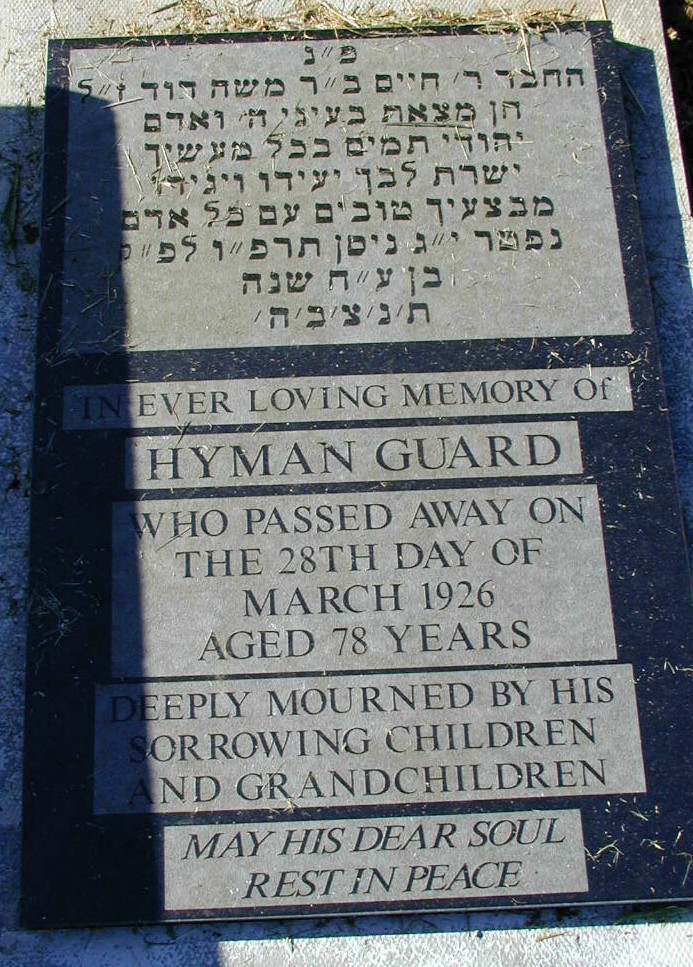 פ״נ
החבר ר׳ חיים ב״ר משה דוד ז״ל
חן מצאת בעיני ה׳ ואדם
יהודי תמים בכל מעשיך
ישרת לבך יעידו ויגידו
מבצעיך טובים עם כל אדם
נפטר י״ג ניסן תרפ״ו לפ״ק
בן ע״ח שנה
ת׳נ׳צ׳ב׳ה׳
IN EVER LOVING MEMORY Of
HYMAN GUARD
WHO PASSED AWAY ON
THE 28TH DAY OF
MARCH 1926
AGED 78 YEARS
DEEPLY MOURNED BY HIS
SORROWING CHILDREN
AND GRANDCHILDREN
MAY HIS DEAR SOUL
REST IN PEACE